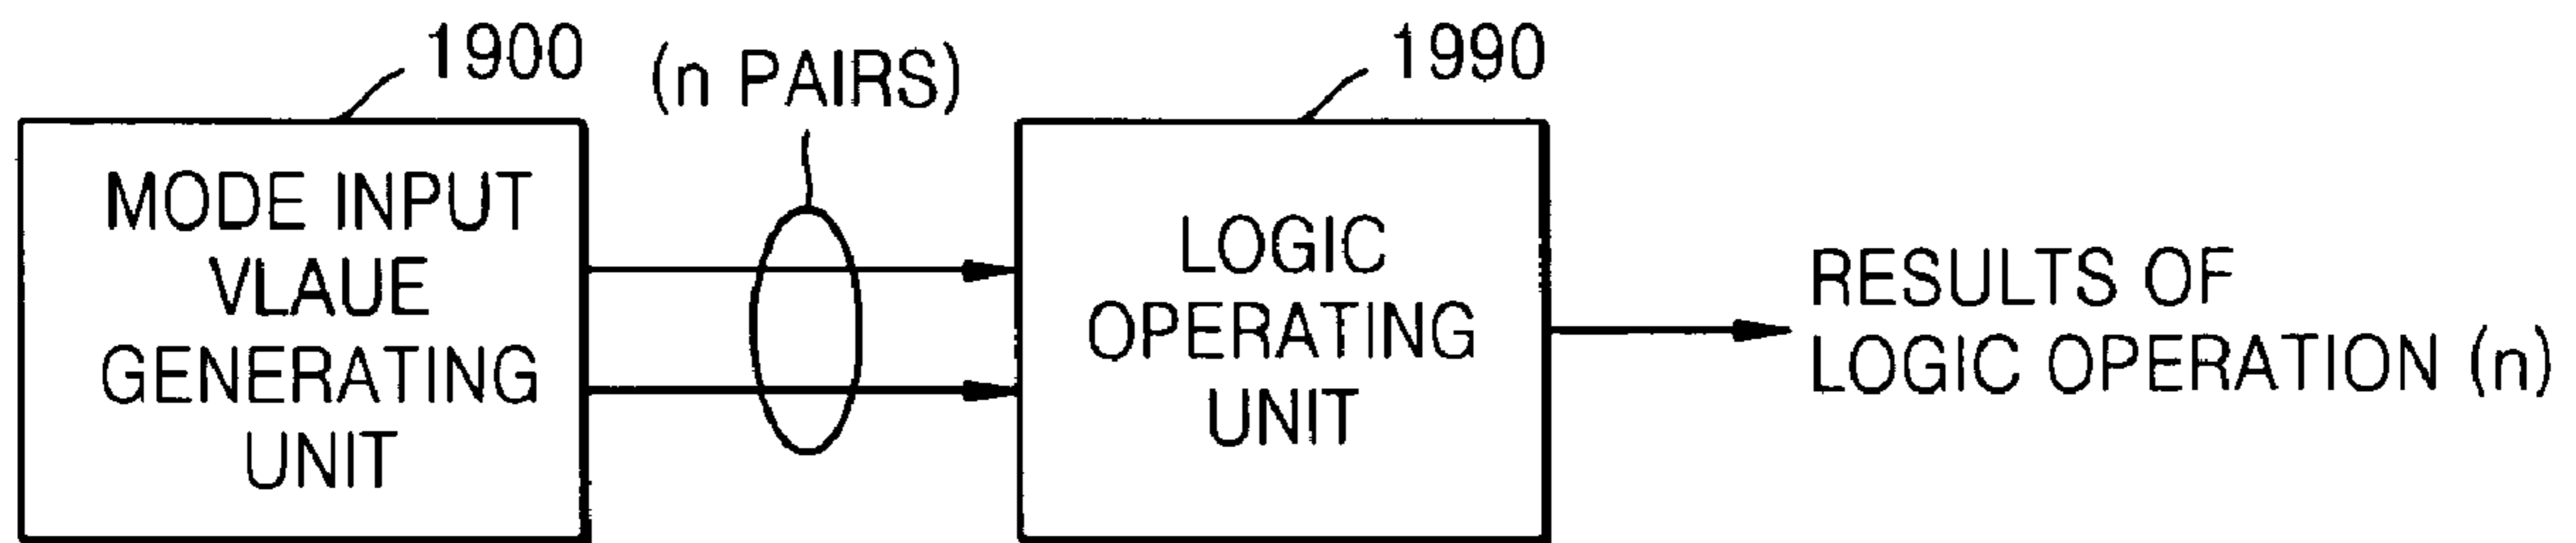 1900
(n PAIRS)
1990
MODE INPUT
VLAUE
GENERATING
UNIT
LOGIC
OPERATING
UNIT
RESULTS OF
LOGIC OPERATION (n)